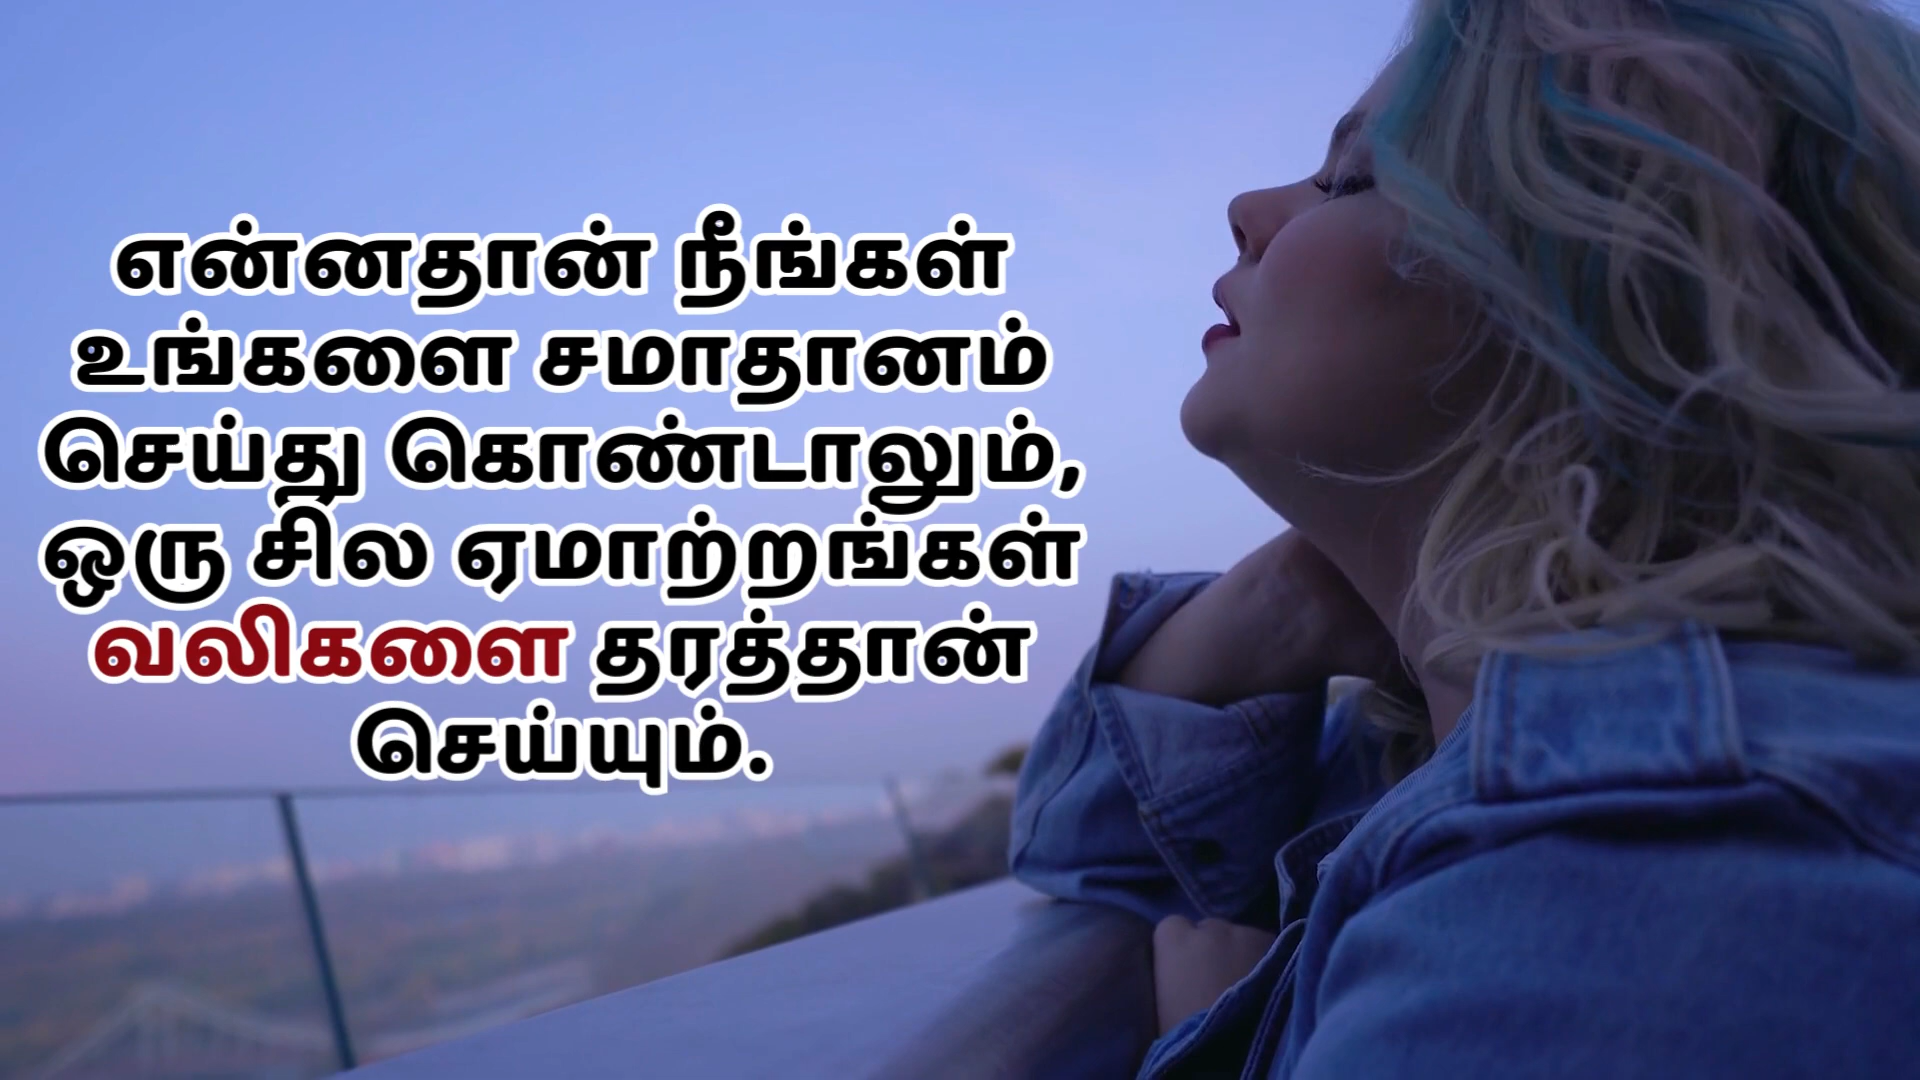 என்னதான் நீங்கள்
உங்களை சமாதானம்
செய்து கொண்டாலும்,
ஒரு சில ஏமாற்றங்கள்
வலிகளை தரத்தான்
செய்யும்.